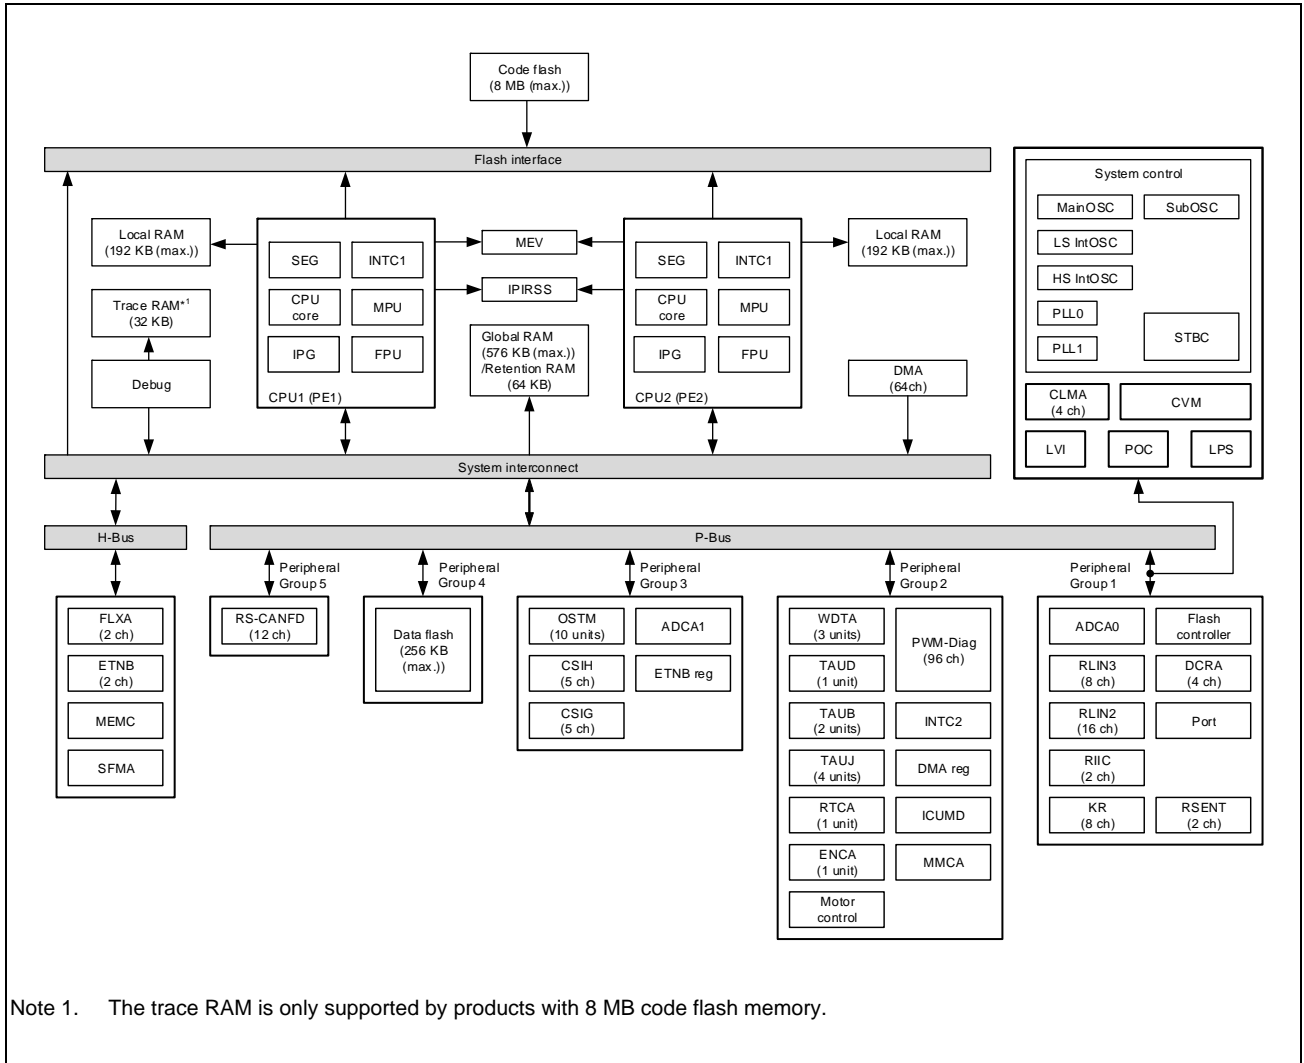 Code flash
(8 MB (max.))
Flash interface
System control
MainOSC
SubOSC
LS IntOSC
HS IntOSC
PLL0
PLL1
STBC
CLMA
(4 ch)
CVM
LVI
POC
LPS
Local RAM
(192 KB (max.))
Trace RAM*1
(32 KB)
Debug
SEG
INTC1
CPU
core
MPU
IPG
FPU
CPU1 (PE1)
MEV
IPIRSS
Global RAM
(576 KB (max.))
/Retention RAM
(64 KB)
SEG
INTC1
CPU
core
MPU
IPG
FPU
CPU2 (PE2)
Local RAM
(192 KB (max.))
DMA
(64ch)
System interconnect
H-Bus
P-Bus
FLXA
(2 ch)
ETNB
(2 ch)
MEMC
SFMA
Peripheral
Group 5
RS-CANFD
(12 ch)
Peripheral
Group 4
Data flash
(256 KB
(max.))
Peripheral
Group 3
OSTM
(10 units)
ADCA1
CSIH
(5 ch)
ETNB reg
CSIG
(5 ch)
Peripheral
Group 2
WDTA
(3 units)
PWM-Diag
(96 ch)
TAUD
(1 unit)
TAUB
(2 units)
INTC2
TAUJ
(4 units)
DMA reg
RTCA
(1 unit)
ICUMD
ENCA
(1 unit)
MMCA
Motor
control
Peripheral
Group 1
ADCA0
Flash
controller
RLIN3
(8 ch)
DCRA
(4 ch)
RLIN2
(16 ch)
Port
RIIC
(2 ch)
KR
(8 ch)
RSENT
(2 ch)
Note 1. The trace RAM is only supported by products with 8 MB code flash memory.